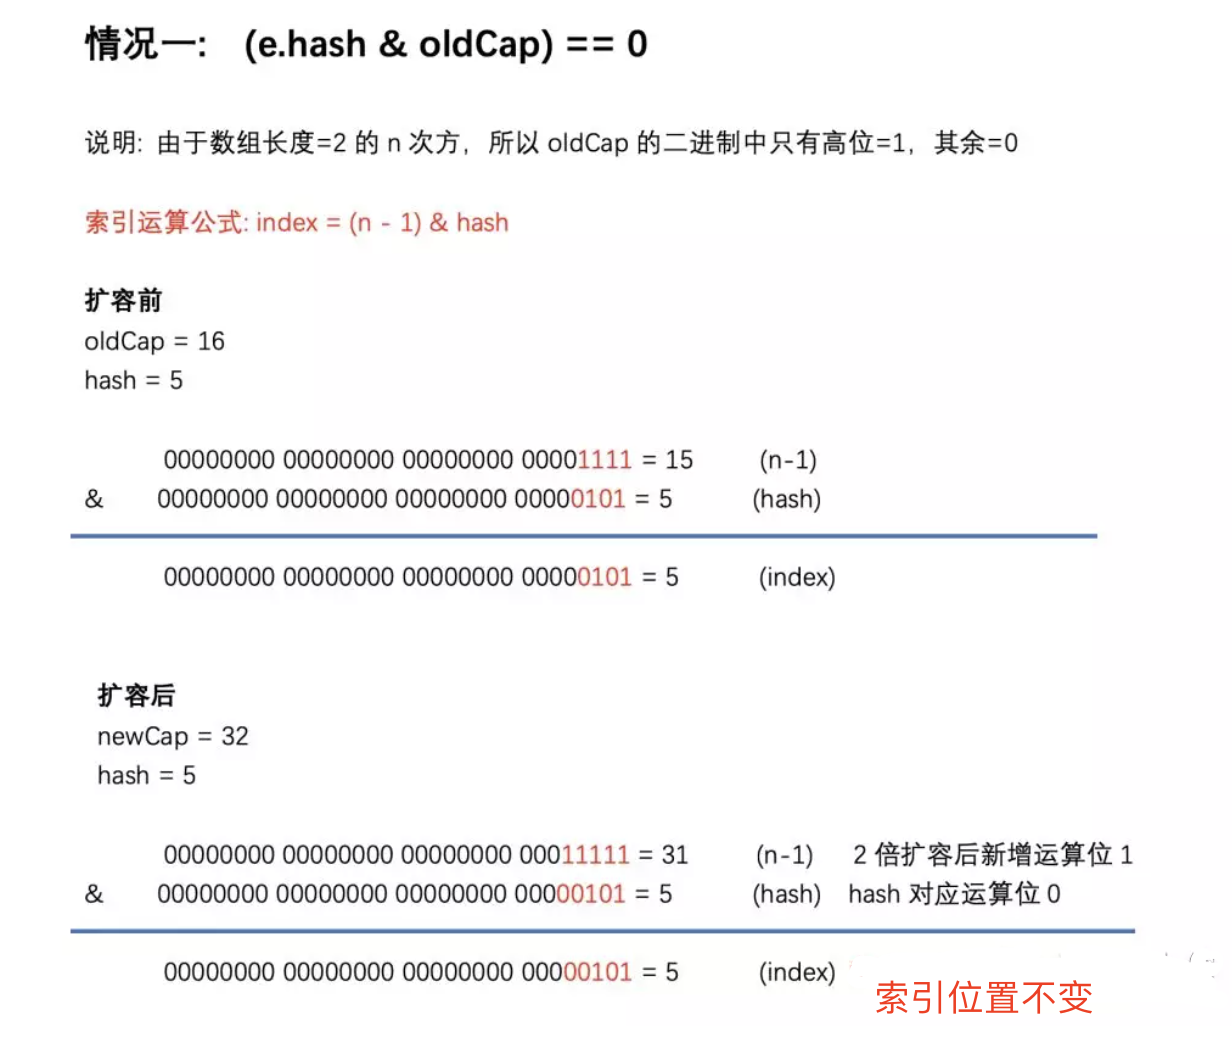 情况一: (e.hash & oldCap) == 0
说明: 由于数组长度=2 的 n 次方，所以 oldCap 的二进制中只有高位=1，其余=0
索引运算公式: index = (n - 1) & hash
扩容前
oldCap = 16
hash = 5
00000000 00000000 00000000 00001111 = 15 (n-1)
& 00000000 00000000 00000000 00000101 = 5 (hash)
00000000 00000000 00000000 00000101 = 5 (index)
扩容后
newCap = 32
hash = 5
00000000 00000000 00000000 00011111 = 31 (n-1) 2 倍扩容后新增运算位 1
& 00000000 00000000 00000000 00000101 = 5 (hash) hash 对应运算位 0
00000000 00000000 00000000 00000101 = 5 (index)
索引位置不变